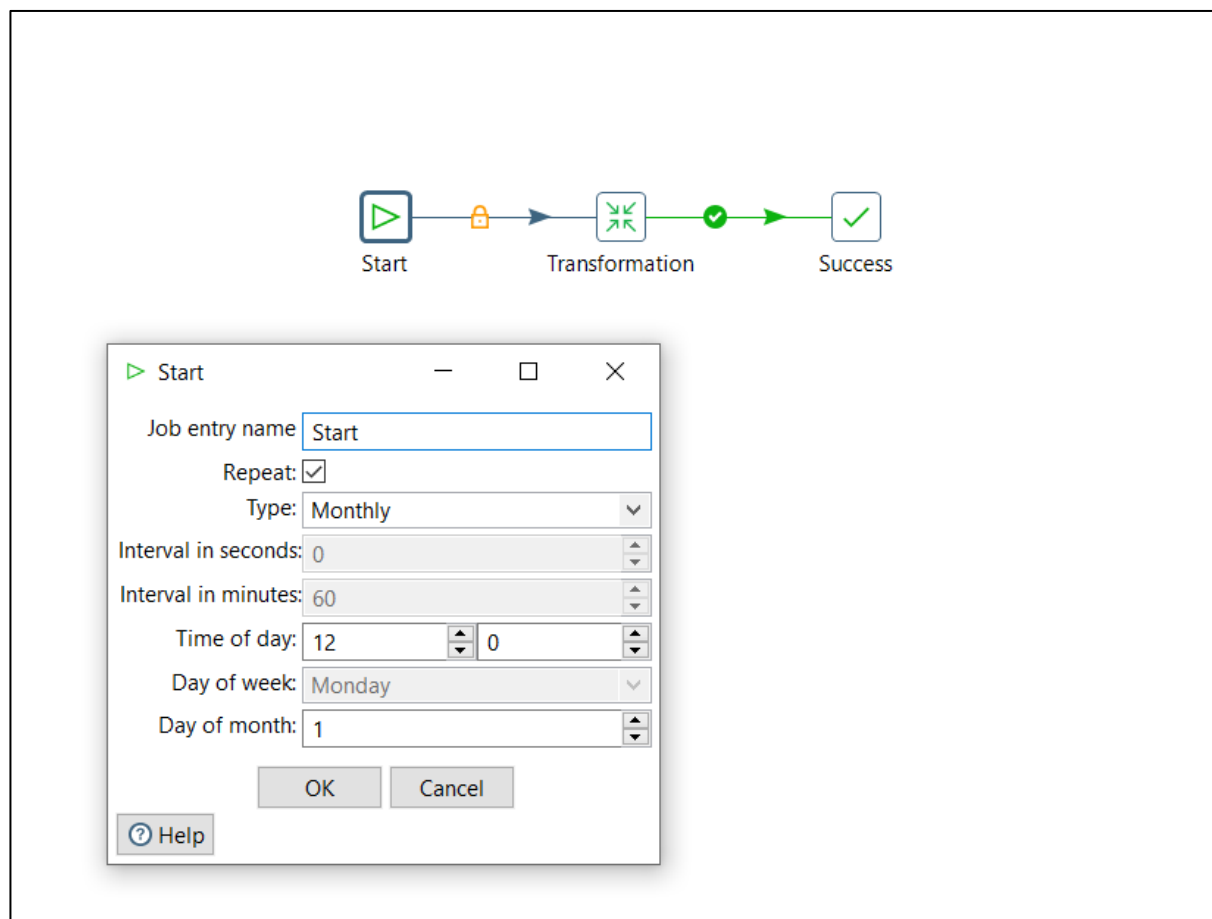 Start
Transformation
Success
Start
Job entry name Start
Repeat:
Type: Monthly
Interval in seconds: 0
Interval in minutes: 60
Time of day: 12 0
Day of week: Monday
Day of month: 1
OK Cancel
? Help